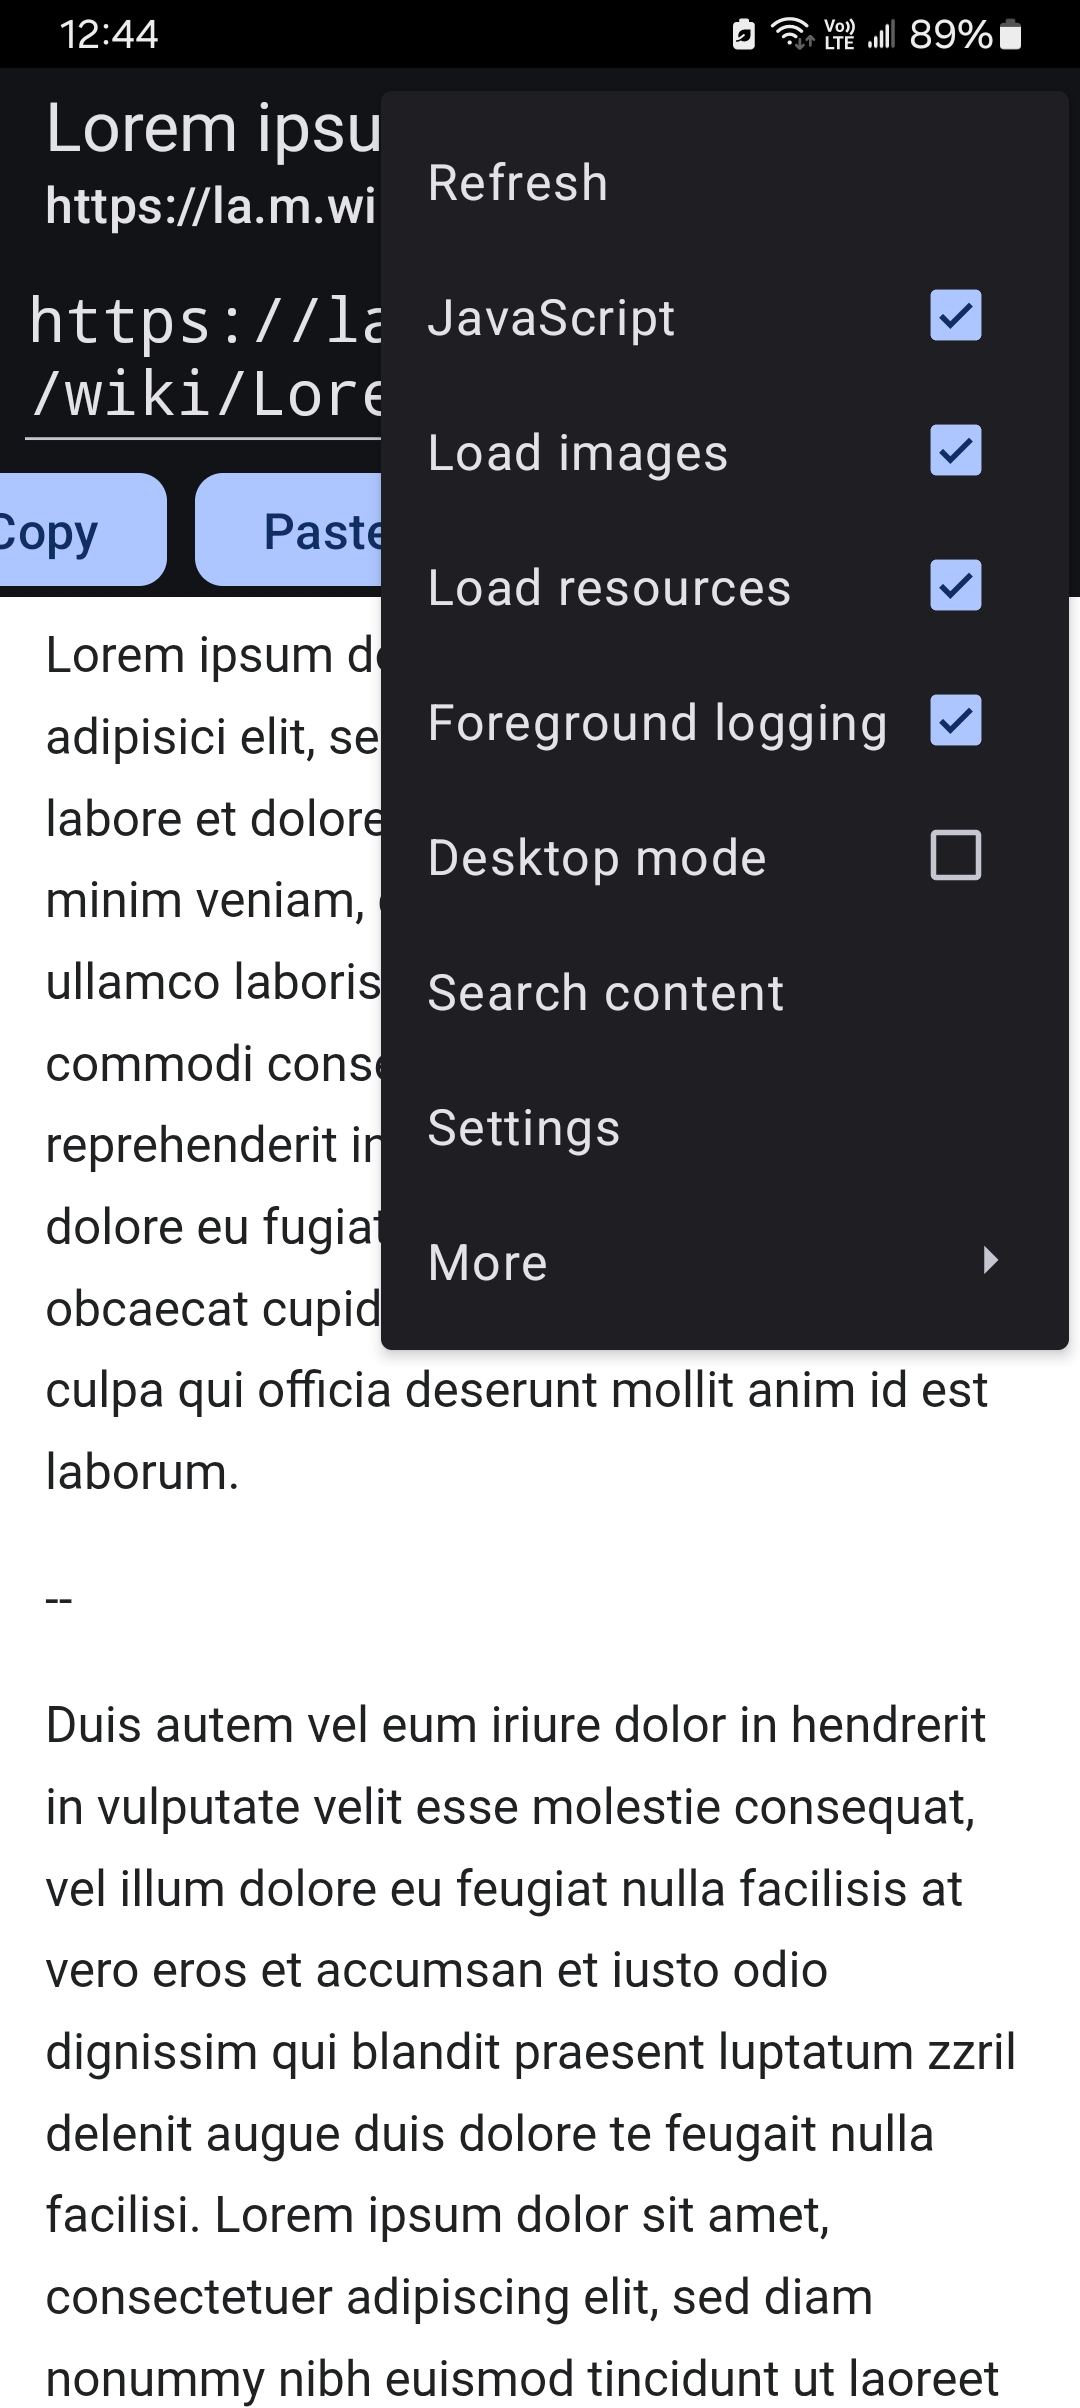 12:44
Vo)) LTE
89%
Lorem ipsu
https://la.m.wi
https://la
/wiki/Lore
Copy
Paste
Refresh
JavaScript
Load images
Load resources
Foreground logging
Desktop mode
Search content
Settings
More
Lorem ipsum do
adipisici elit, se
labore et dolore
minim veniam,
ullamco laboris
commodi conse
reprehenderit in
dolore eu fugiat
obcaecat cupid
culpa qui officia deserunt mollit anim id est
laborum.
--
Duis autem vel eum iriure dolor in hendrerit
in vulputate velit esse molestie consequat,
vel illum dolore eu feugiat nulla facilisis at
vero eros et accumsan et iusto odio
dignissim qui blandit praesent luptatum zzril
delenit augue duis dolore te feugait nulla
facilisi. Lorem ipsum dolor sit amet,
consectetuer adipiscing elit, sed diam
nonummy nibh euismod tincidunt ut laoreet